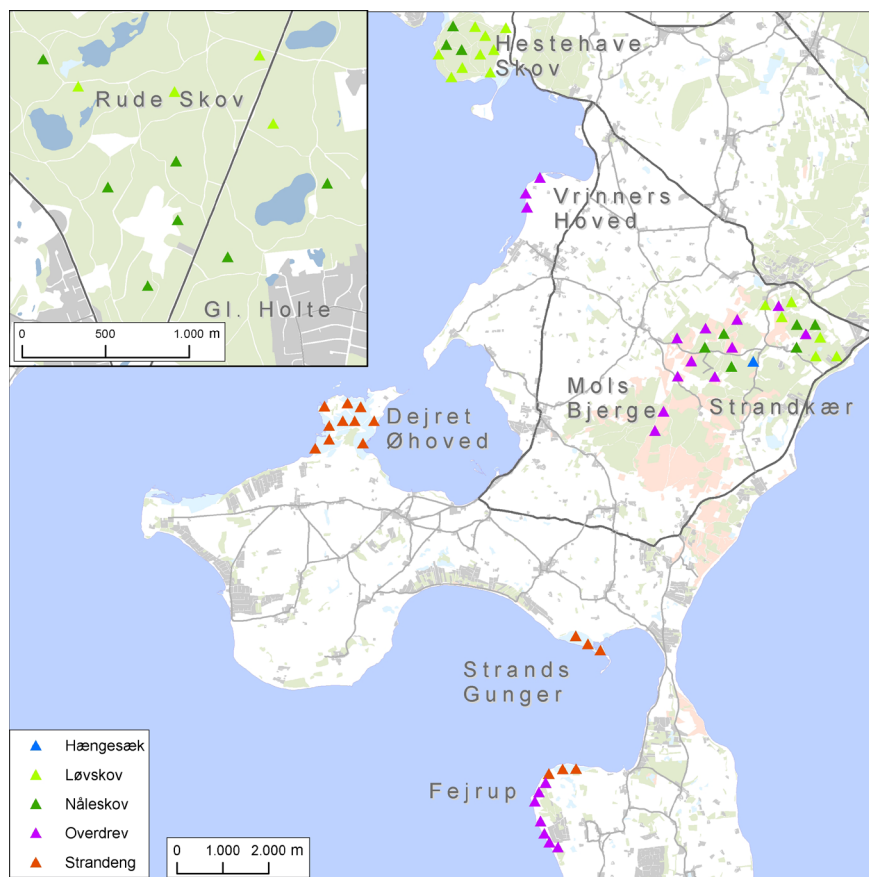 Rude Skov
Gl. Holte
0 500 1.000 m
Hestehave
Skov
Vrinners
Hoved
Mols
Bjerge
Strandkær
Dejret
Øhoved
Strands
Gunger
Fejrup
Hængesæk
Løvskov
Nåleskov
Overdrev
Strandeng
0 1.000 2.000 m